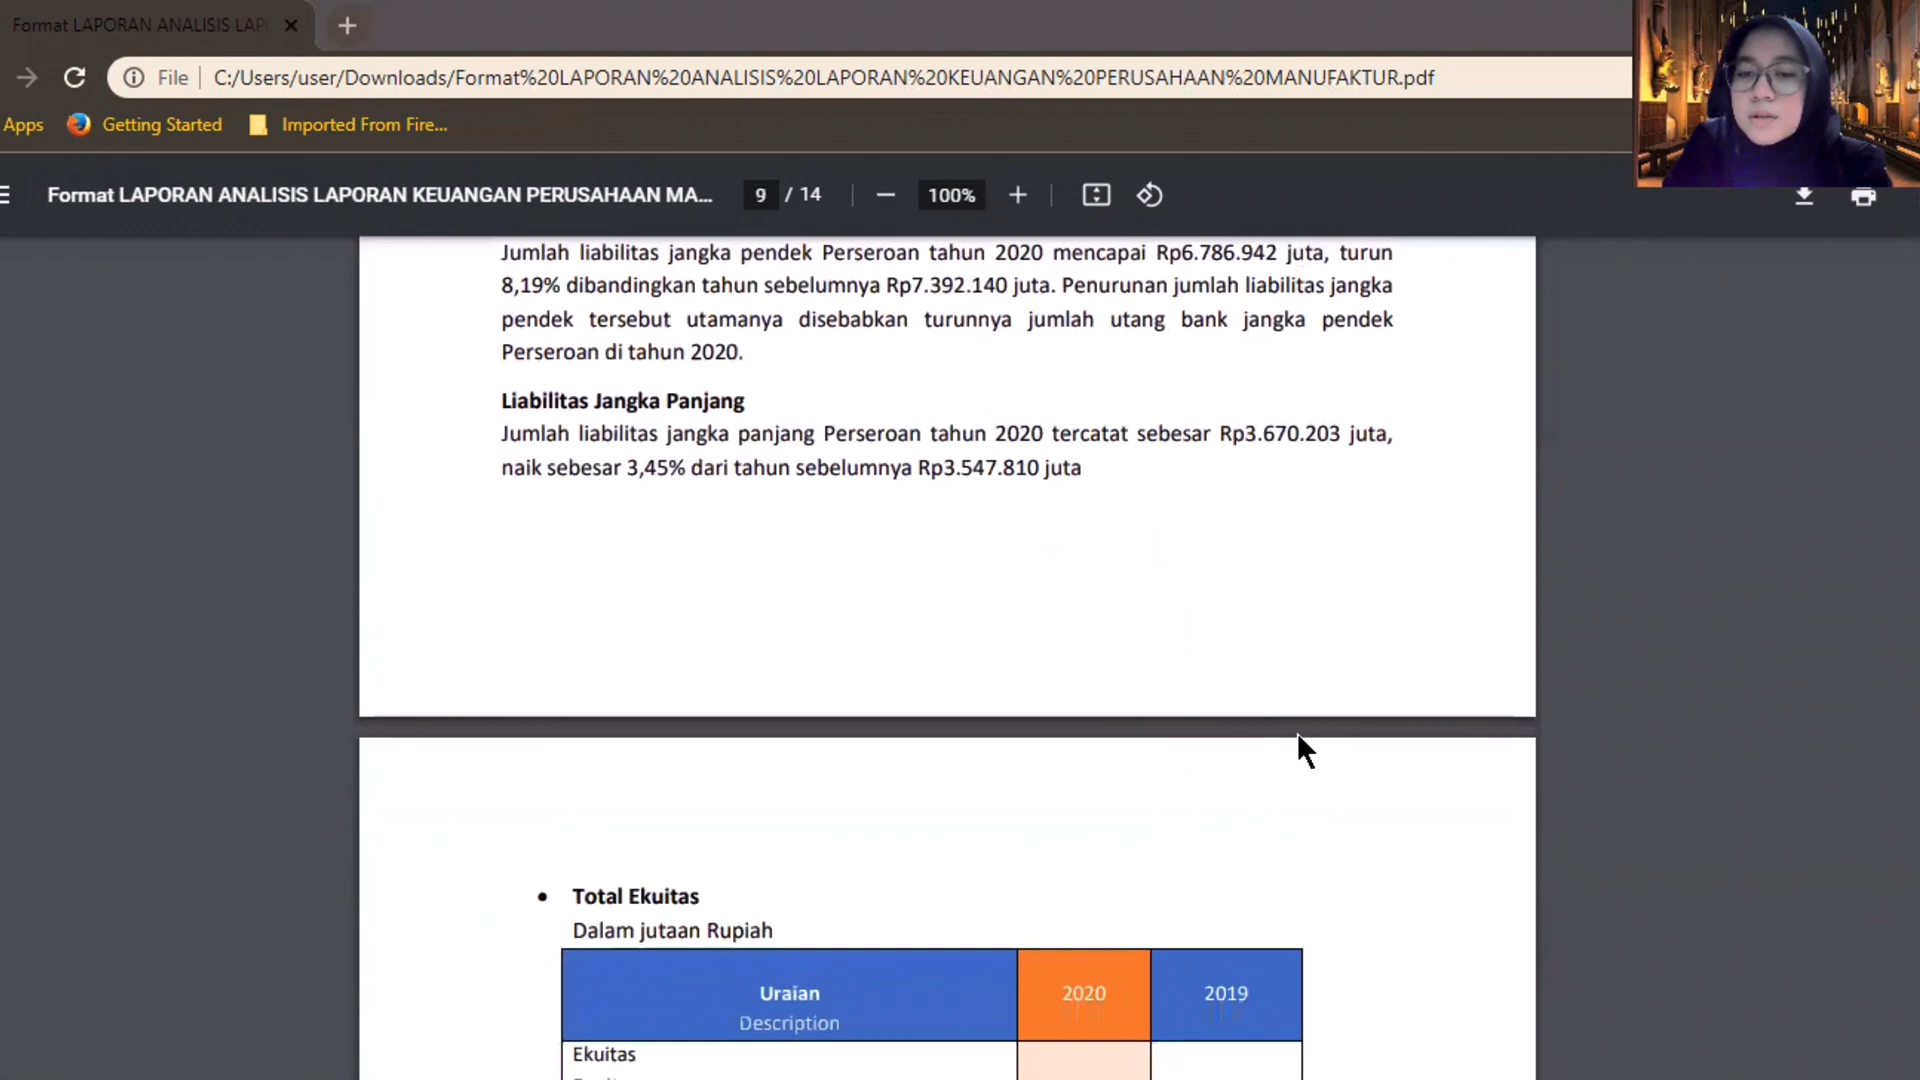 Format LAPORAN ANALISIS LAP
File C:/Users/user/Downloads/Format%20LAPORAN%20ANALISIS%20LAPORAN%20KEUANGAN%20PERUSAHAAN%20MANUFAKTUR.pdf
Apps Getting Started Imported From Fire...
Format LAPORAN ANALISIS LAPORAN KEUANGAN PERUSAHAAN MA... 9 / 14 100%
Jumlah liabilitas jangka pendek Perseroan tahun 2020 mencapai Rp6.786.942 juta, turun
8,19% dibandingkan tahun sebelumnya Rp7.392.140 juta. Penurunan jumlah liabilitas jangka
pendek tersebut utamanya disebabkan turunnya jumlah utang bank jangka pendek
Perseroan di tahun 2020.
Liabilitas Jangka Panjang
Jumlah liabilitas jangka panjang Perseroan tahun 2020 tercatat sebesar Rp3.670.203 juta,
naik sebesar 3,45% dari tahun sebelumnya Rp3.547.810 juta
• Total Ekuitas
Dalam jutaan Rupiah
Uraian 2020 2019
Description
Ekuitas